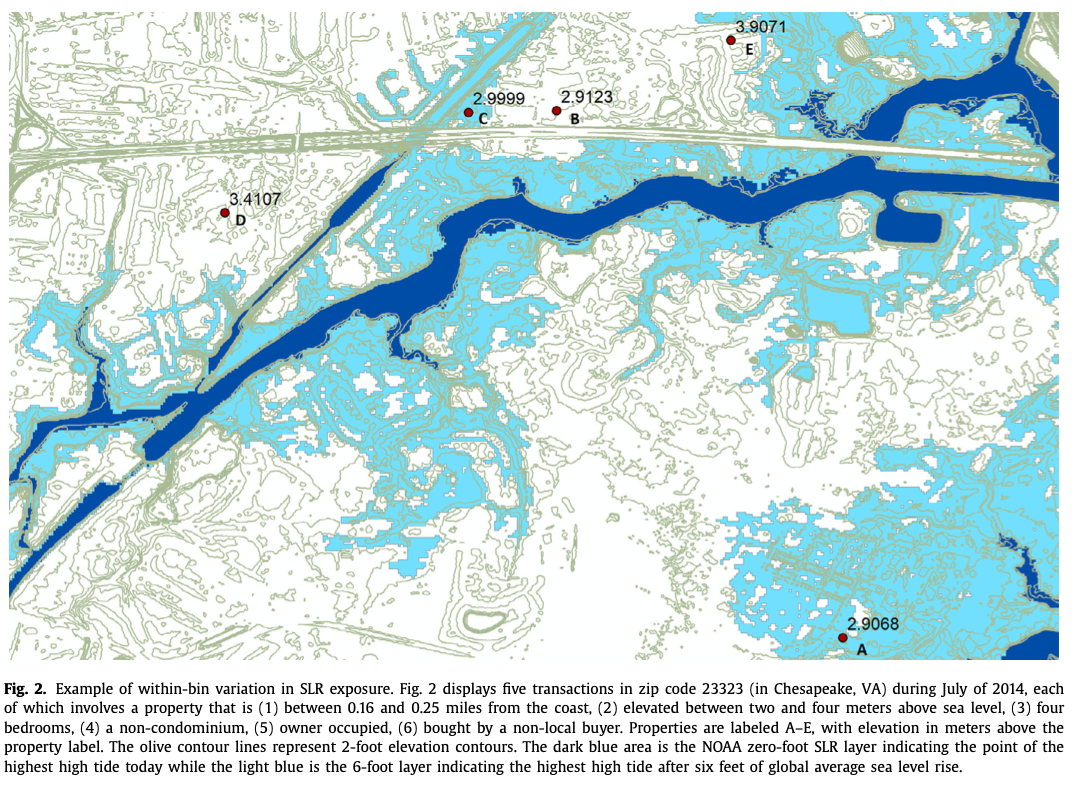 3.9071
E
2.9999
C
2.9123
B
3.4107
D
2.9068
A
Fig. 2. Example of within-bin variation in SLR exposure. Fig. 2 displays five transactions in zip code 23323 (in Chesapeake, VA) during July of 2014, each
of which involves a property that is (1) between 0.16 and 0.25 miles from the coast, (2) elevated between two and four meters above sea level, (3) four
bedrooms, (4) a non-condominium, (5) owner occupied, (6) bought by a non-local buyer. Properties are labeled A–E, with elevation in meters above the
property label. The olive contour lines represent 2-foot elevation contours. The dark blue area is the NOAA zero-foot SLR layer indicating the point of the
highest high tide today while the light blue is the 6-foot layer indicating the highest high tide after six feet of global average sea level rise.